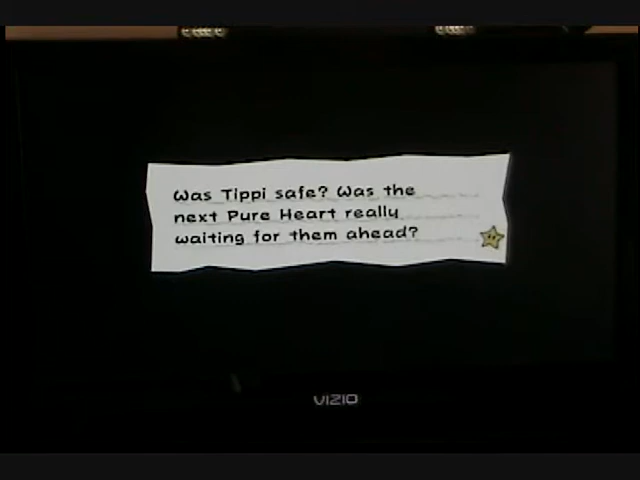 Was Tippi safe? Was the
next Pure Heart really
waiting for them ahead?
VIZIO